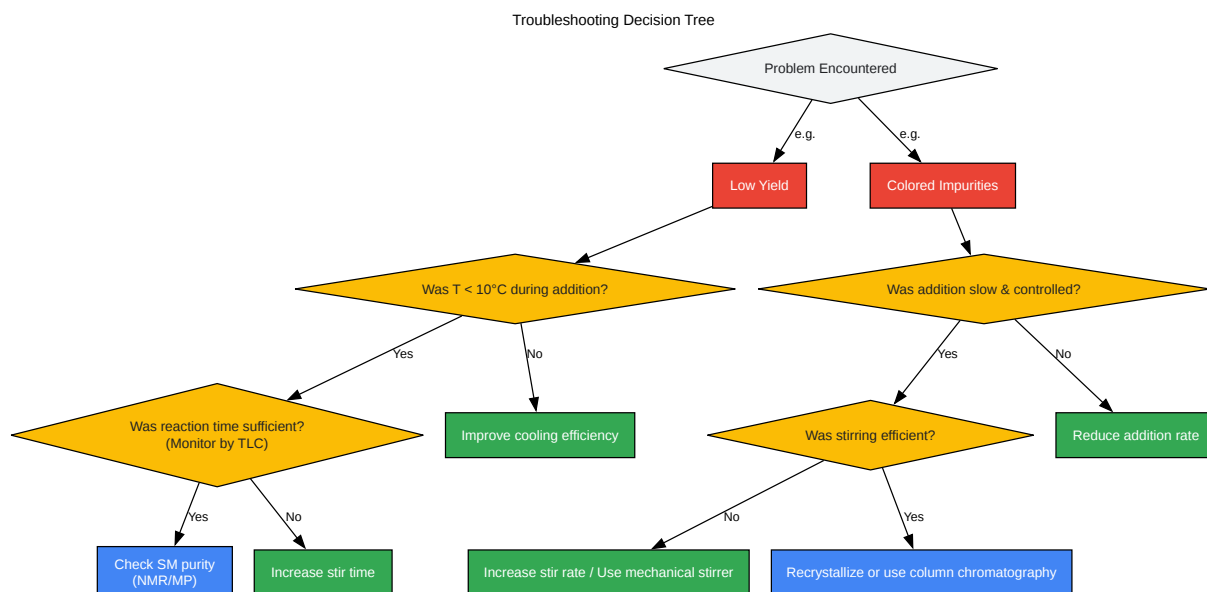 Troubleshooting Decision Tree
Problem Encountered
e.g.
e.g.
Low Yield
Colored Impurities
Was T < 10°C during addition?
Was addition slow & controlled?
Yes
No
Yes
No
Was reaction time sufficient?
(Monitor by TLC)
Improve cooling efficiency
Was stirring efficient?
Reduce addition rate
Yes
No
No
Yes
Check SM purity
(NMR/MP)
Increase stir time
Increase stir rate / Use mechanical stirrer
Recrystallize or use column chromatography